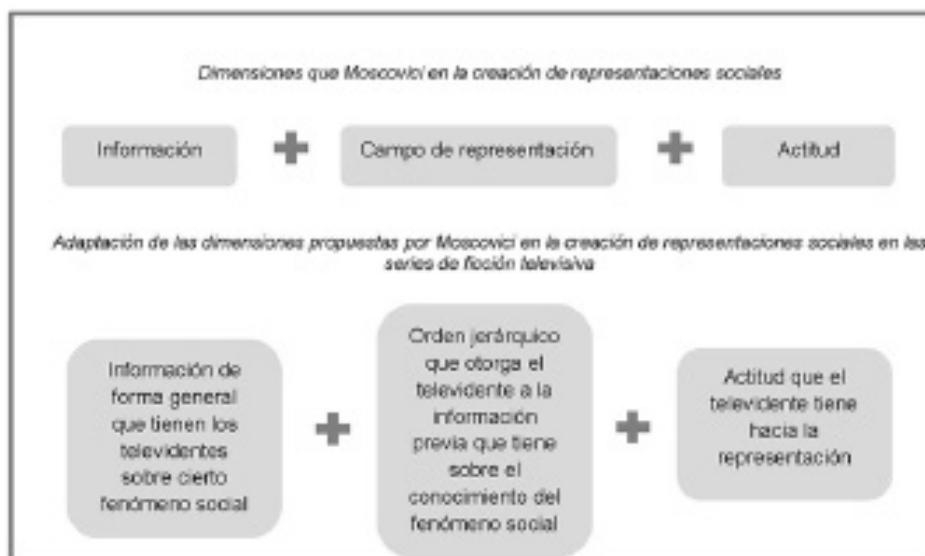 Dimensiones que Moscovici en la creación de representaciones sociales
Información + Campo de representación + Actitud
Adaptación de las dimensiones propuestas por Moscovici en la creación de representaciones sociales en las
series de ficción televisiva
Información de
forma general
que tienen los
televidentes
sobre cierto
fenómeno social
+
Orden jerárquico
que otorga el
televidente a la
información
previa que tiene
sobre el
conocimiento del
fenómeno social
+
Actitud que el
televidente tiene
hacia la
representación